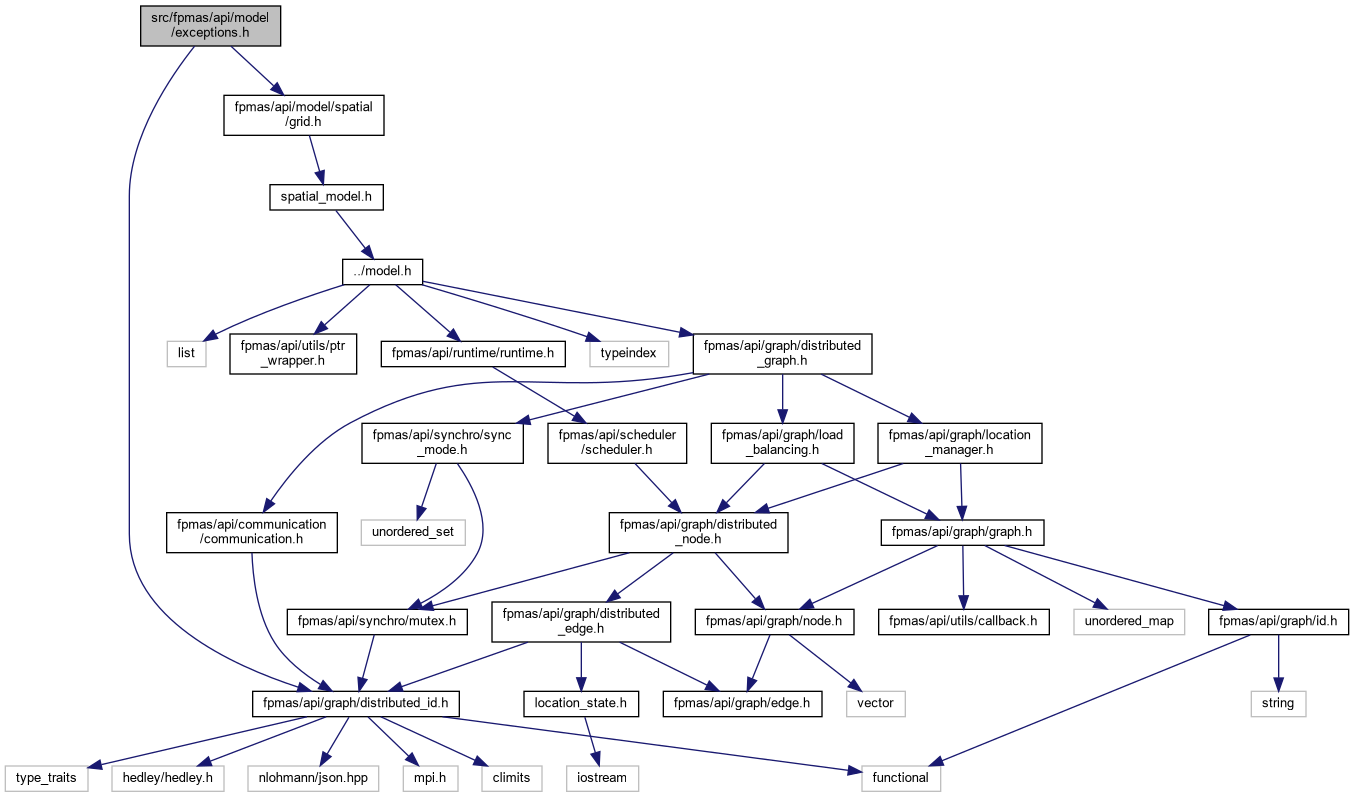 src/fpmas/api/model
/exceptions.h
fpmas/api/model/spatial
/grid.h
spatial_model.h
../model.h
list
fpmas/api/utils/ptr
_wrapper.h
fpmas/api/runtime/runtime.h
typeindex
fpmas/api/graph/distributed
_graph.h
fpmas/api/synchro/sync
_mode.h
fpmas/api/scheduler
/scheduler.h
fpmas/api/graph/load
_balancing.h
fpmas/api/graph/location
_manager.h
fpmas/api/communication
/communication.h
unordered_set
fpmas/api/graph/distributed
_node.h
fpmas/api/graph/graph.h
fpmas/api/synchro/mutex.h
fpmas/api/graph/distributed
_edge.h
fpmas/api/graph/node.h
fpmas/api/utils/callback.h
unordered_map
fpmas/api/graph/id.h
fpmas/api/graph/distributed_id.h
location_state.h
fpmas/api/graph/edge.h
vector
string
type_traits
hedley/hedley.h
nlohmann/json.hpp
mpi.h
climits
iostream
functional